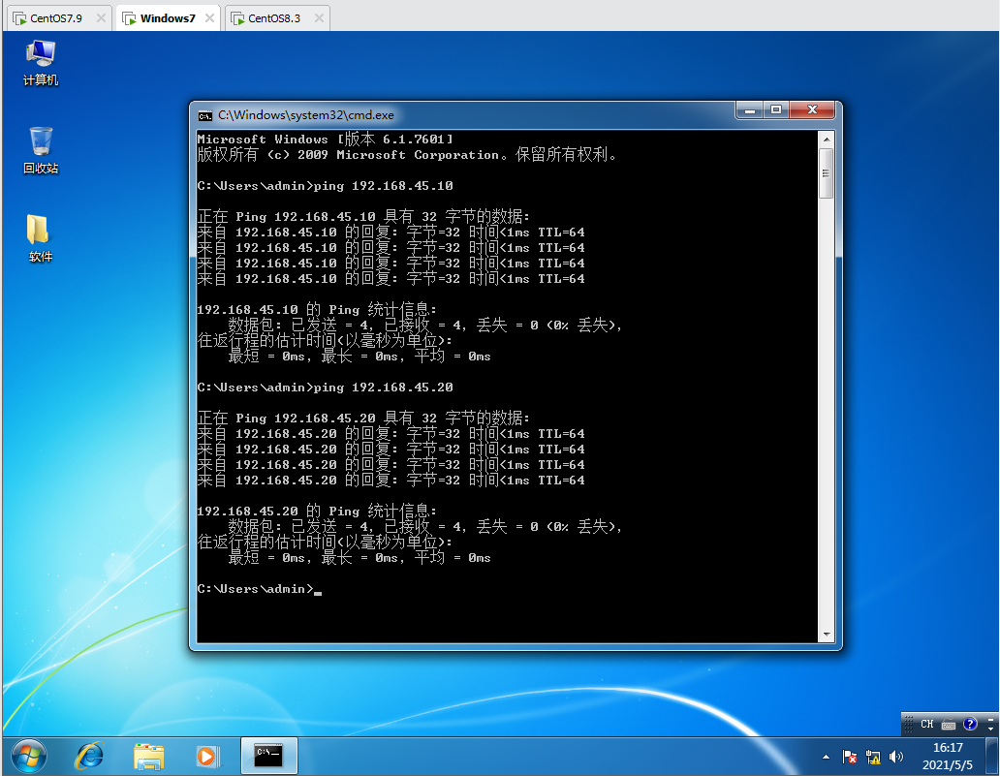 CentOS7.9
Windows7
CentOS8.3
计算机
回收站
软件
C:\Windows\system32\cmd.exe
Microsoft Windows [版本 6.1.7601]
版权所有 (c) 2009 Microsoft Corporation。保留所有权利。
C:\Users\admin>ping 192.168.45.10
正在 Ping 192.168.45.10 具有 32 字节的数据:
来自 192.168.45.10 的回复: 字节=32 时间<1ms TTL=64
来自 192.168.45.10 的回复: 字节=32 时间<1ms TTL=64
来自 192.168.45.10 的回复: 字节=32 时间<1ms TTL=64
来自 192.168.45.10 的回复: 字节=32 时间<1ms TTL=64
192.168.45.10 的 Ping 统计信息:
数据包: 已发送 = 4，已接收 = 4，丢失 = 0 (0% 丢失)，
往返行程的估计时间(以毫秒为单位):
最短 = 0ms，最长 = 0ms，平均 = 0ms
C:\Users\admin>ping 192.168.45.20
正在 Ping 192.168.45.20 具有 32 字节的数据:
来自 192.168.45.20 的回复: 字节=32 时间<1ms TTL=64
来自 192.168.45.20 的回复: 字节=32 时间<1ms TTL=64
来自 192.168.45.20 的回复: 字节=32 时间<1ms TTL=64
来自 192.168.45.20 的回复: 字节=32 时间<1ms TTL=64
192.168.45.20 的 Ping 统计信息:
数据包: 已发送 = 4，已接收 = 4，丢失 = 0 (0% 丢失)，
往返行程的估计时间(以毫秒为单位):
最短 = 0ms，最长 = 0ms，平均 = 0ms
C:\Users\admin>_
CH
16:17
2021/5/5